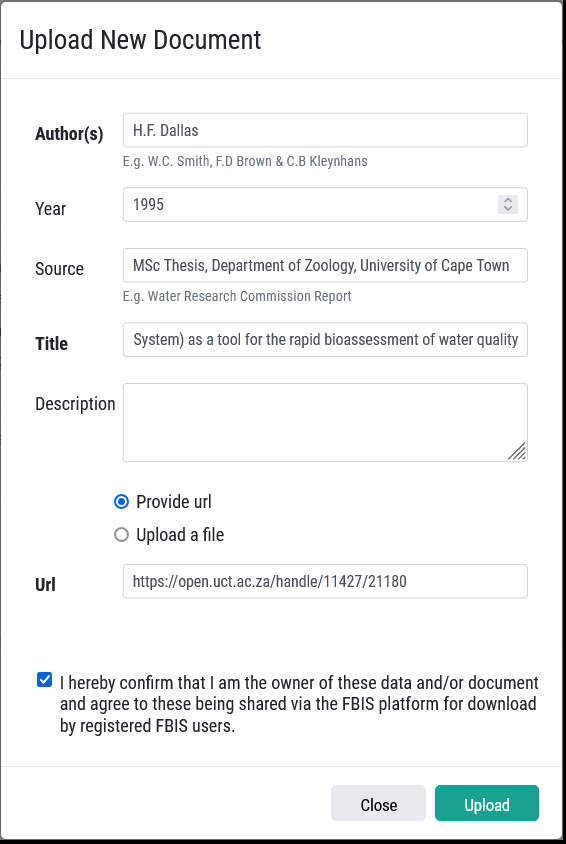 Upload New Document
Author(s)
H.F. Dallas
E.g. W.C. Smith, F.D Brown & C.B Kleynhans
Year
1995
Source
MSc Thesis, Department of Zoology, University of Cape Town
E.g. Water Research Commission Report
Title
System) as a tool for the rapid bioassessment of water quality
Description
Provide url
Upload a file
Url
https://open.uct.ac.za/handle/11427/21180
I hereby confirm that I am the owner of these data and/or document
and agree to these being shared via the FBIS platform for download
by registered FBIS users.
Close
Upload